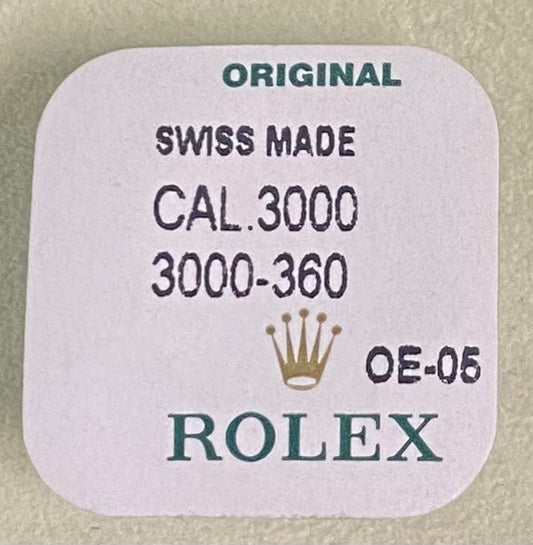 ORIGINAL
SWISS MADE
CAL.3000
3000-360
OE-05
ROLEX